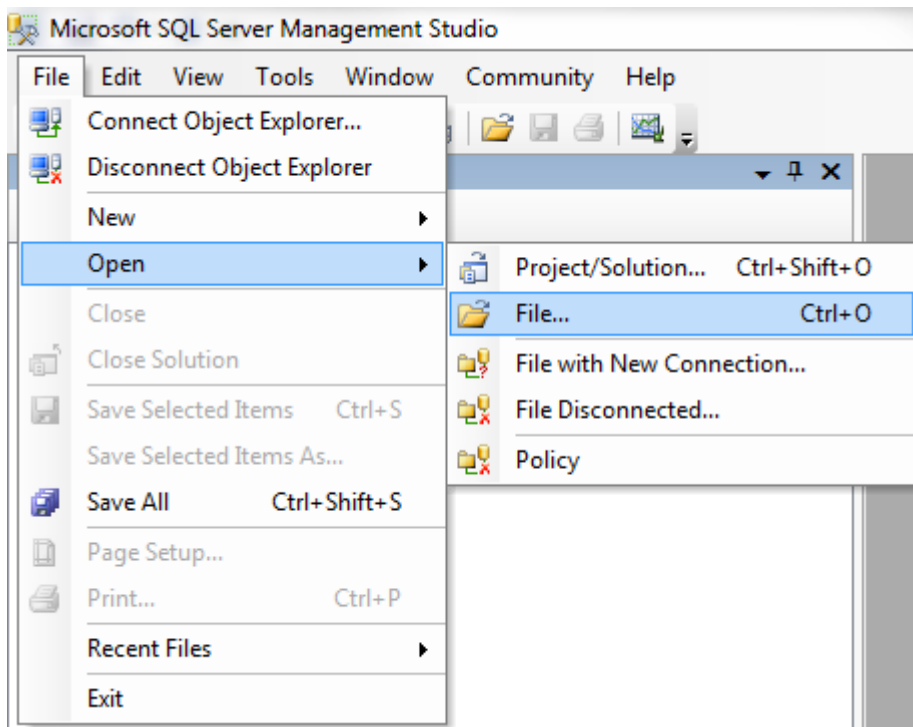 Microsoft SQL Server Management Studio
File Edit View Tools Window Community Help
Connect Object Explorer...
Disconnect Object Explorer
New
Open
Project/Solution... Ctrl+Shift+O
File... Ctrl+O
File with New Connection...
File Disconnected...
Policy
Close
Close Solution
Save Selected Items Ctrl+S
Save Selected Items As...
Save All Ctrl+Shift+S
Page Setup...
Print... Ctrl+P
Recent Files
Exit